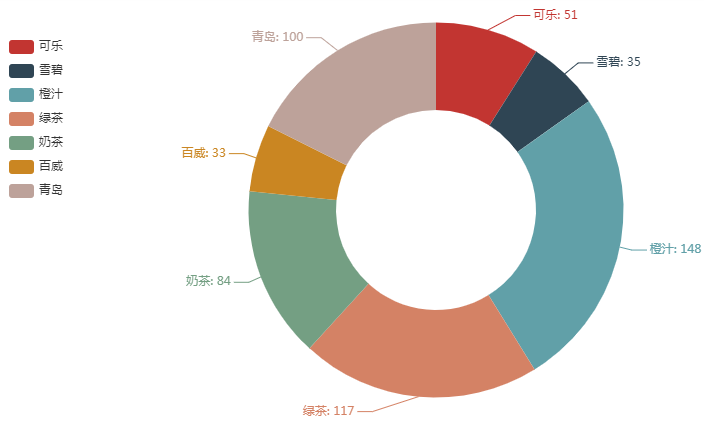 可乐
雪碧
橙汁
绿茶
奶茶
百威
青岛
可乐: 51
雪碧: 35
橙汁: 148
绿茶: 117
奶茶: 84
百威: 33
青岛: 100